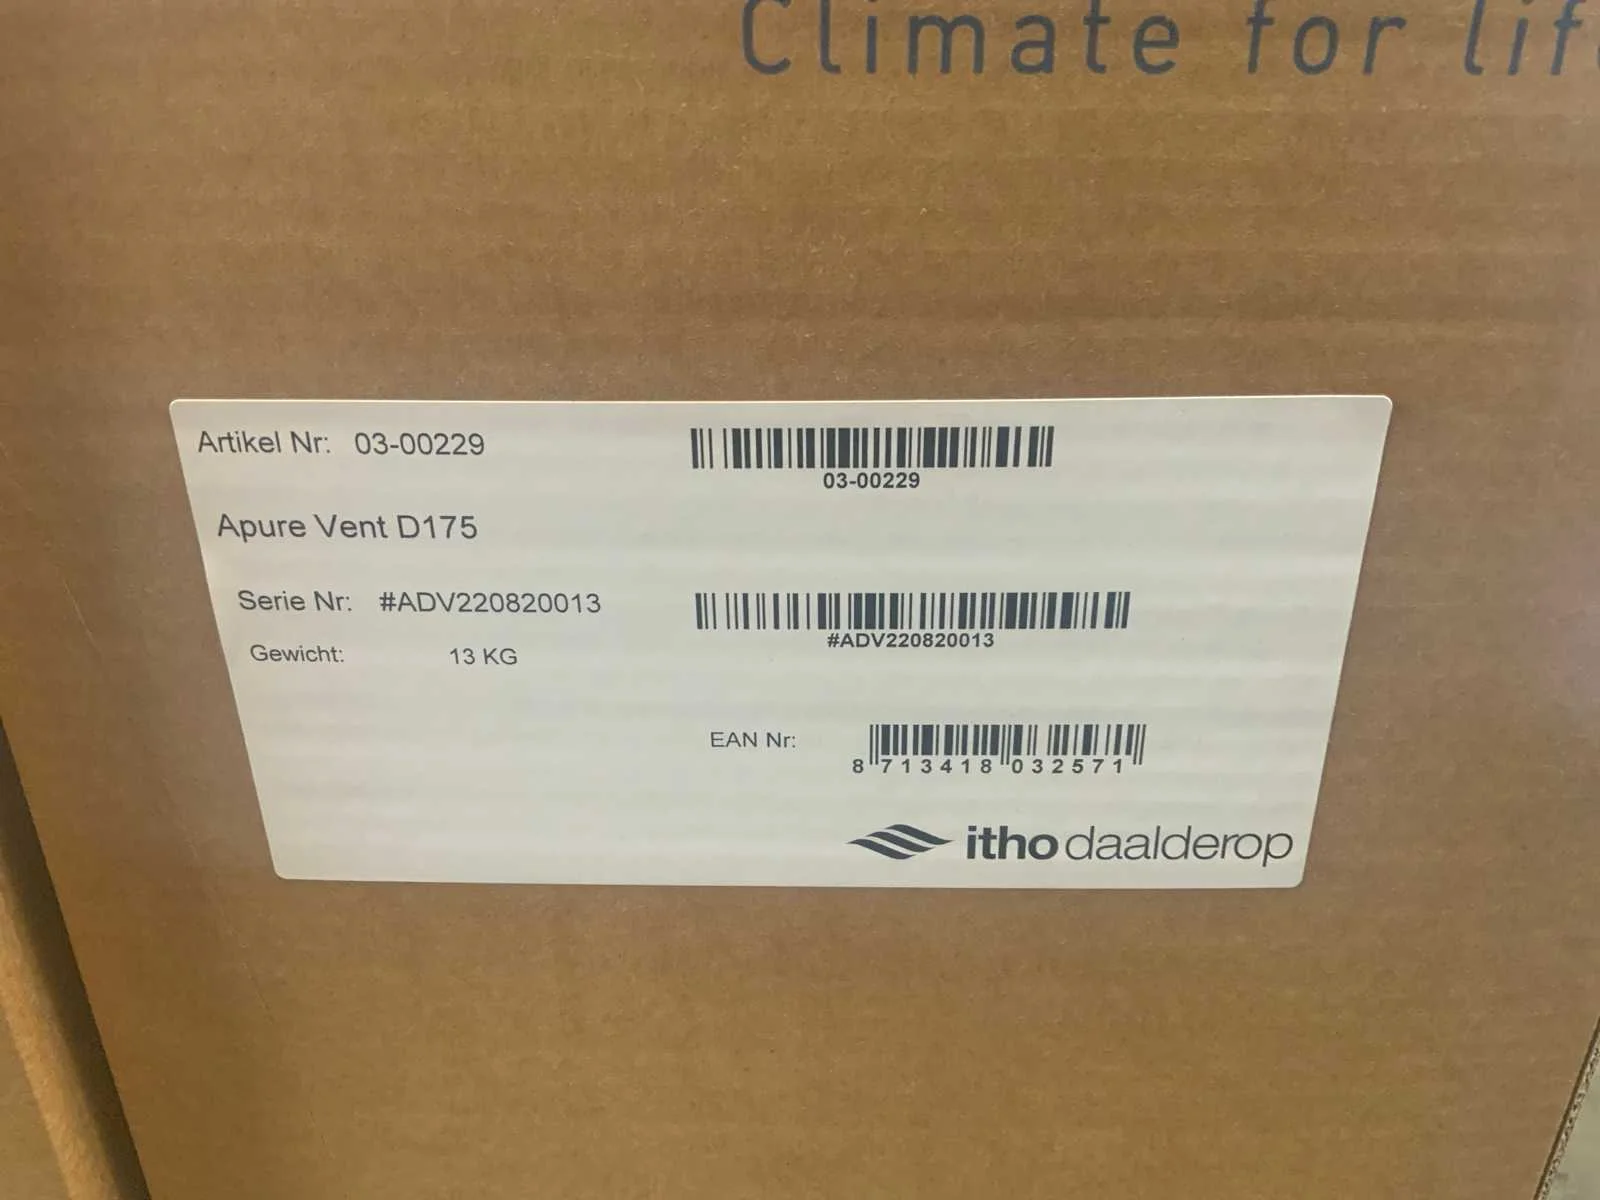 Climate for life
Artikel Nr: 03-00229
03-00229
Apure Vent D175
Serie Nr: #ADV220820013
#ADV220820013
Gewicht: 13 KG
EAN Nr:
8 713418 032571
itho daalderop